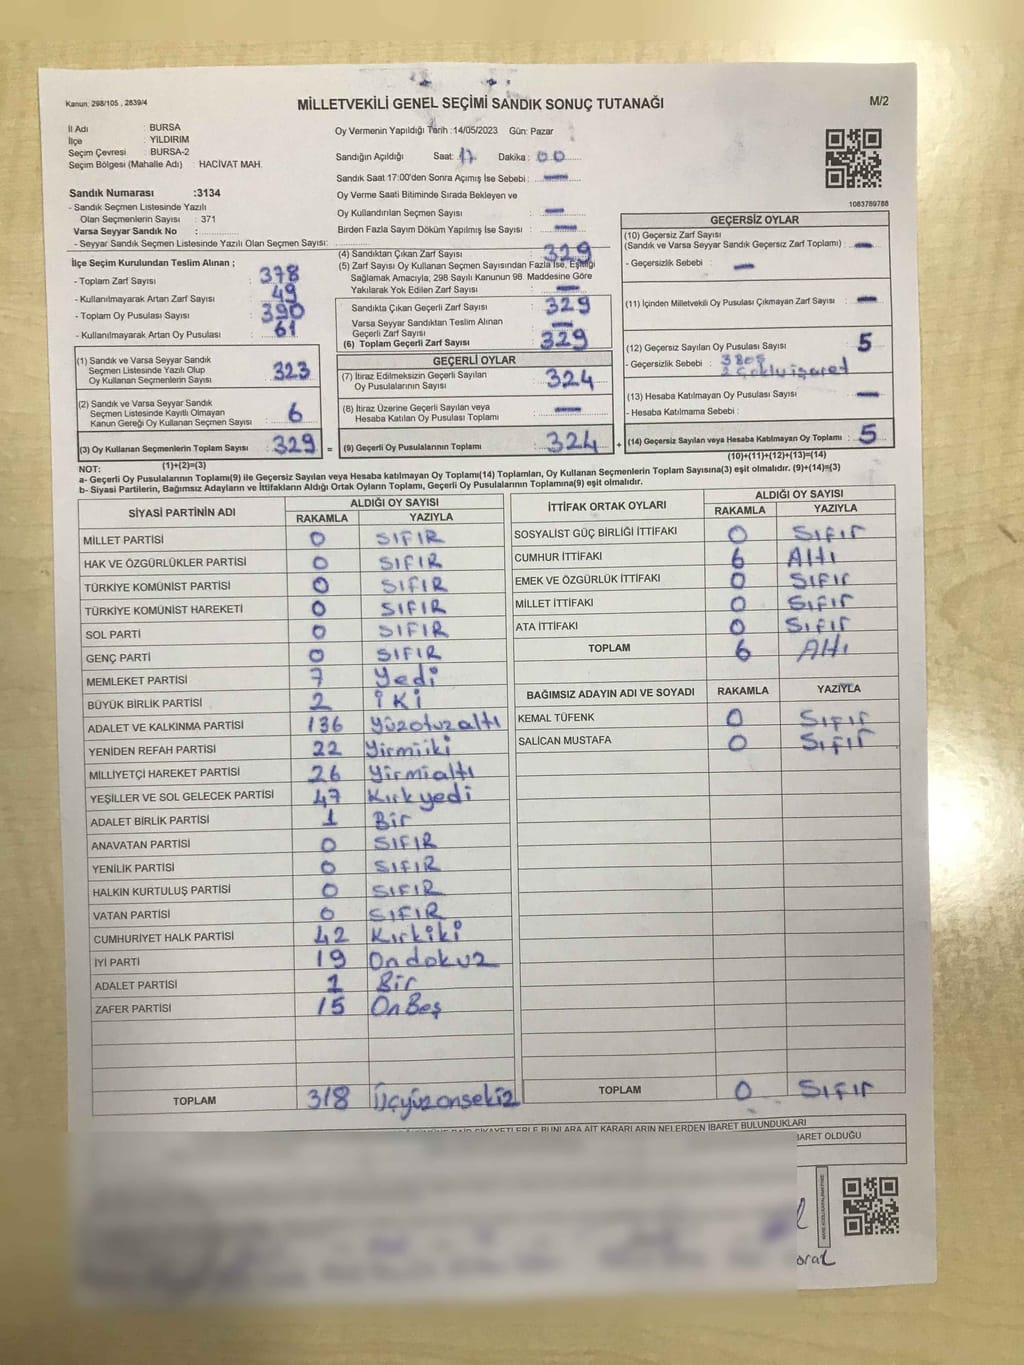 Kanun: 298/105 , 2839/4
MİLLETVEKİLİ GENEL SEÇİMİ SANDIK SONUÇ TUTANAĞI
M/2
İl Adı : BURSA
İlçe : YILDIRIM
Seçim Çevresi : BURSA-2
Seçim Bölgesi (Mahalle Adı) : HACİVAT MAH.
Sandık Numarası :3134
- Sandık Seçmen Listesinde Yazılı
Olan Seçmenlerin Sayısı : 371
Varsa Seyyar Sandık No :
- Seyyar Sandık Seçmen Listesinde Yazılı Olan Seçmen Sayısı:
Oy Vermenin Yapıldığı Tarih :14/05/2023 Gün: Pazar
Sandığın Açıldığı Saat: 17 Dakika: 00
Sandık Saat 17:00'den Sonra Açımış İse Sebebi : —
Oy Verme Saati Bitiminde Sırada Bekleyen ve
Oy Kullandırılan Seçmen Sayısı : —
Birden Fazla Sayım Döküm Yapılmış İse Sayısı : —
1083789788
İlçe Seçim Kurulundan Teslim Alınan ;
- Toplam Zarf Sayısı : 378
- Kullanılmayarak Artan Zarf Sayısı : 49
- Toplam Oy Pusulası Sayısı : 390
- Kullanılmayarak Artan Oy Pusulası : 61
(1) Sandık ve Varsa Seyyar Sandık
Seçmen Listesinde Yazılı Olup
Oy Kullanan Seçmenlerin Sayısı : 323
(2) Sandık ve Varsa Seyyar Sandık
Seçmen Listesinde Kayıtlı Olmayan
Kanun Gereği Oy Kullanan Seçmen Sayısı : 6
(3) Oy Kullanan Seçmenlerin Toplam Sayısı : 329 =
(1)+(2)=(3)
(4) Sandıktan Çıkan Zarf Sayısı : 329
(5) Zarf Sayısı Oy Kullanan Seçmen Sayısından Fazla İse, Eşitliği
Sağlamak Amacıyla, 298 Sayılı Kanunun 98. Maddesine Göre
Yakılarak Yok Edilen Zarf Sayısı : —
Sandıkta Çıkan Geçerli Zarf Sayısı : 329
Varsa Seyyar Sandıktan Teslim Alınan
Geçerli Zarf Sayısı : —
(6) Toplam Geçerli Zarf Sayısı : 329
GEÇERLİ OYLAR
(7) İtiraz Edilmeksizin Geçerli Sayılan
Oy Pusulalarının Sayısı : 324
(8) İtiraz Üzerine Geçerli Sayılan veya
Hesaba Katılan Oy Pusulası Toplamı : —
(9) Geçerli Oy Pusulalarının Toplamı : 324 +
GEÇERSİZ OYLAR
(10) Geçersiz Zarf Sayısı
(Sandık ve Varsa Seyyar Sandık Geçersiz Zarf Toplamı) : —
- Geçersizlik Sebebi : —
(11) İçinden Milletvekili Oy Pusulası Çıkmayan Zarf Sayısı : —
(12) Geçersiz Sayılan Oy Pusulası Sayısı : 5
- Geçersizlik Sebebi : 3 Boş
2 Çoklu işaret
(13) Hesaba Katılmayan Oy Pusulası Sayısı : —
- Hesaba Katılmama Sebebi :
(14) Geçersiz Sayılan veya Hesaba Katılmayan Oy Toplamı : 5
(10)+(11)+(12)+(13)=(14)
NOT:
a- Geçerli Oy Pusulalarının Toplamı(9) ile Geçersiz Sayılan veya Hesaba katılmayan Oy Toplamı(14) Toplamları, Oy Kullanan Seçmenlerin Toplam Sayısına(3) eşit olmalıdır. (9)+(14)=(3)
b- Siyasi Partilerin, Bağımsız Adayların ve İttifakların Aldığı Ortak Oyların Toplamı, Geçerli Oy Pusulalarının Toplamına(9) eşit olmalıdır.
SİYASİ PARTİNİN ADI ALDIĞI OY SAYISI
RAKAMLA YAZIYLA
MİLLET PARTİSİ 0 SIFIR
HAK VE ÖZGÜRLÜKLER PARTİSİ 0 SIFIR
TÜRKİYE KOMÜNİST PARTİSİ 0 SIFIR
TÜRKİYE KOMÜNİST HAREKETİ 0 SIFIR
SOL PARTİ 0 SIFIR
GENÇ PARTİ 0 SIFIR
MEMLEKET PARTİSİ 7 Yedi
BÜYÜK BİRLİK PARTİSİ 2 İKİ
ADALET VE KALKINMA PARTİSİ 136 Yüzotuzaltı
YENİDEN REFAH PARTİSİ 22 Yirmiiki
MİLLİYETÇİ HAREKET PARTİSİ 26 Yirmialtı
YEŞİLLER VE SOL GELECEK PARTİSİ 47 Kırkyedi
ADALET BİRLİK PARTİSİ 1 Bir
ANAVATAN PARTİSİ 0 SIFIR
YENİLİK PARTİSİ 0 SIFIR
HALKIN KURTULUŞ PARTİSİ 0 SIFIR
VATAN PARTİSİ 0 SIFIR
CUMHURİYET HALK PARTİSİ 42 Kırkiki
İYİ PARTİ 19 Ondokuz
ADALET PARTİSİ 1 Bir
ZAFER PARTİSİ 15 OnBeş
TOPLAM 318 Üçyüzonsekiz
İTTİFAK ORTAK OYLARI ALDIĞI OY SAYISI
RAKAMLA YAZIYLA
SOSYALİST GÜÇ BİRLİĞİ İTTİFAKI 0 SIFIR
CUMHUR İTTİFAKI 6 Altı
EMEK VE ÖZGÜRLÜK İTTİFAKI 0 SIFIR
MİLLET İTTİFAKI 0 SIFIR
ATA İTTİFAKI 0 SIFIR
TOPLAM 6 Altı
BAĞIMSIZ ADAYIN ADI VE SOYADI RAKAMLA YAZIYLA
KEMAL TÜFENK 0 SIFIR
SALİCAN MUSTAFA 0 SIFIR
TOPLAM 0 SIFIR
BUNLARA AİT KARARLARIN NELERDEN İBARET BULUNDUKLARI
İBARET OLDUĞU
oral